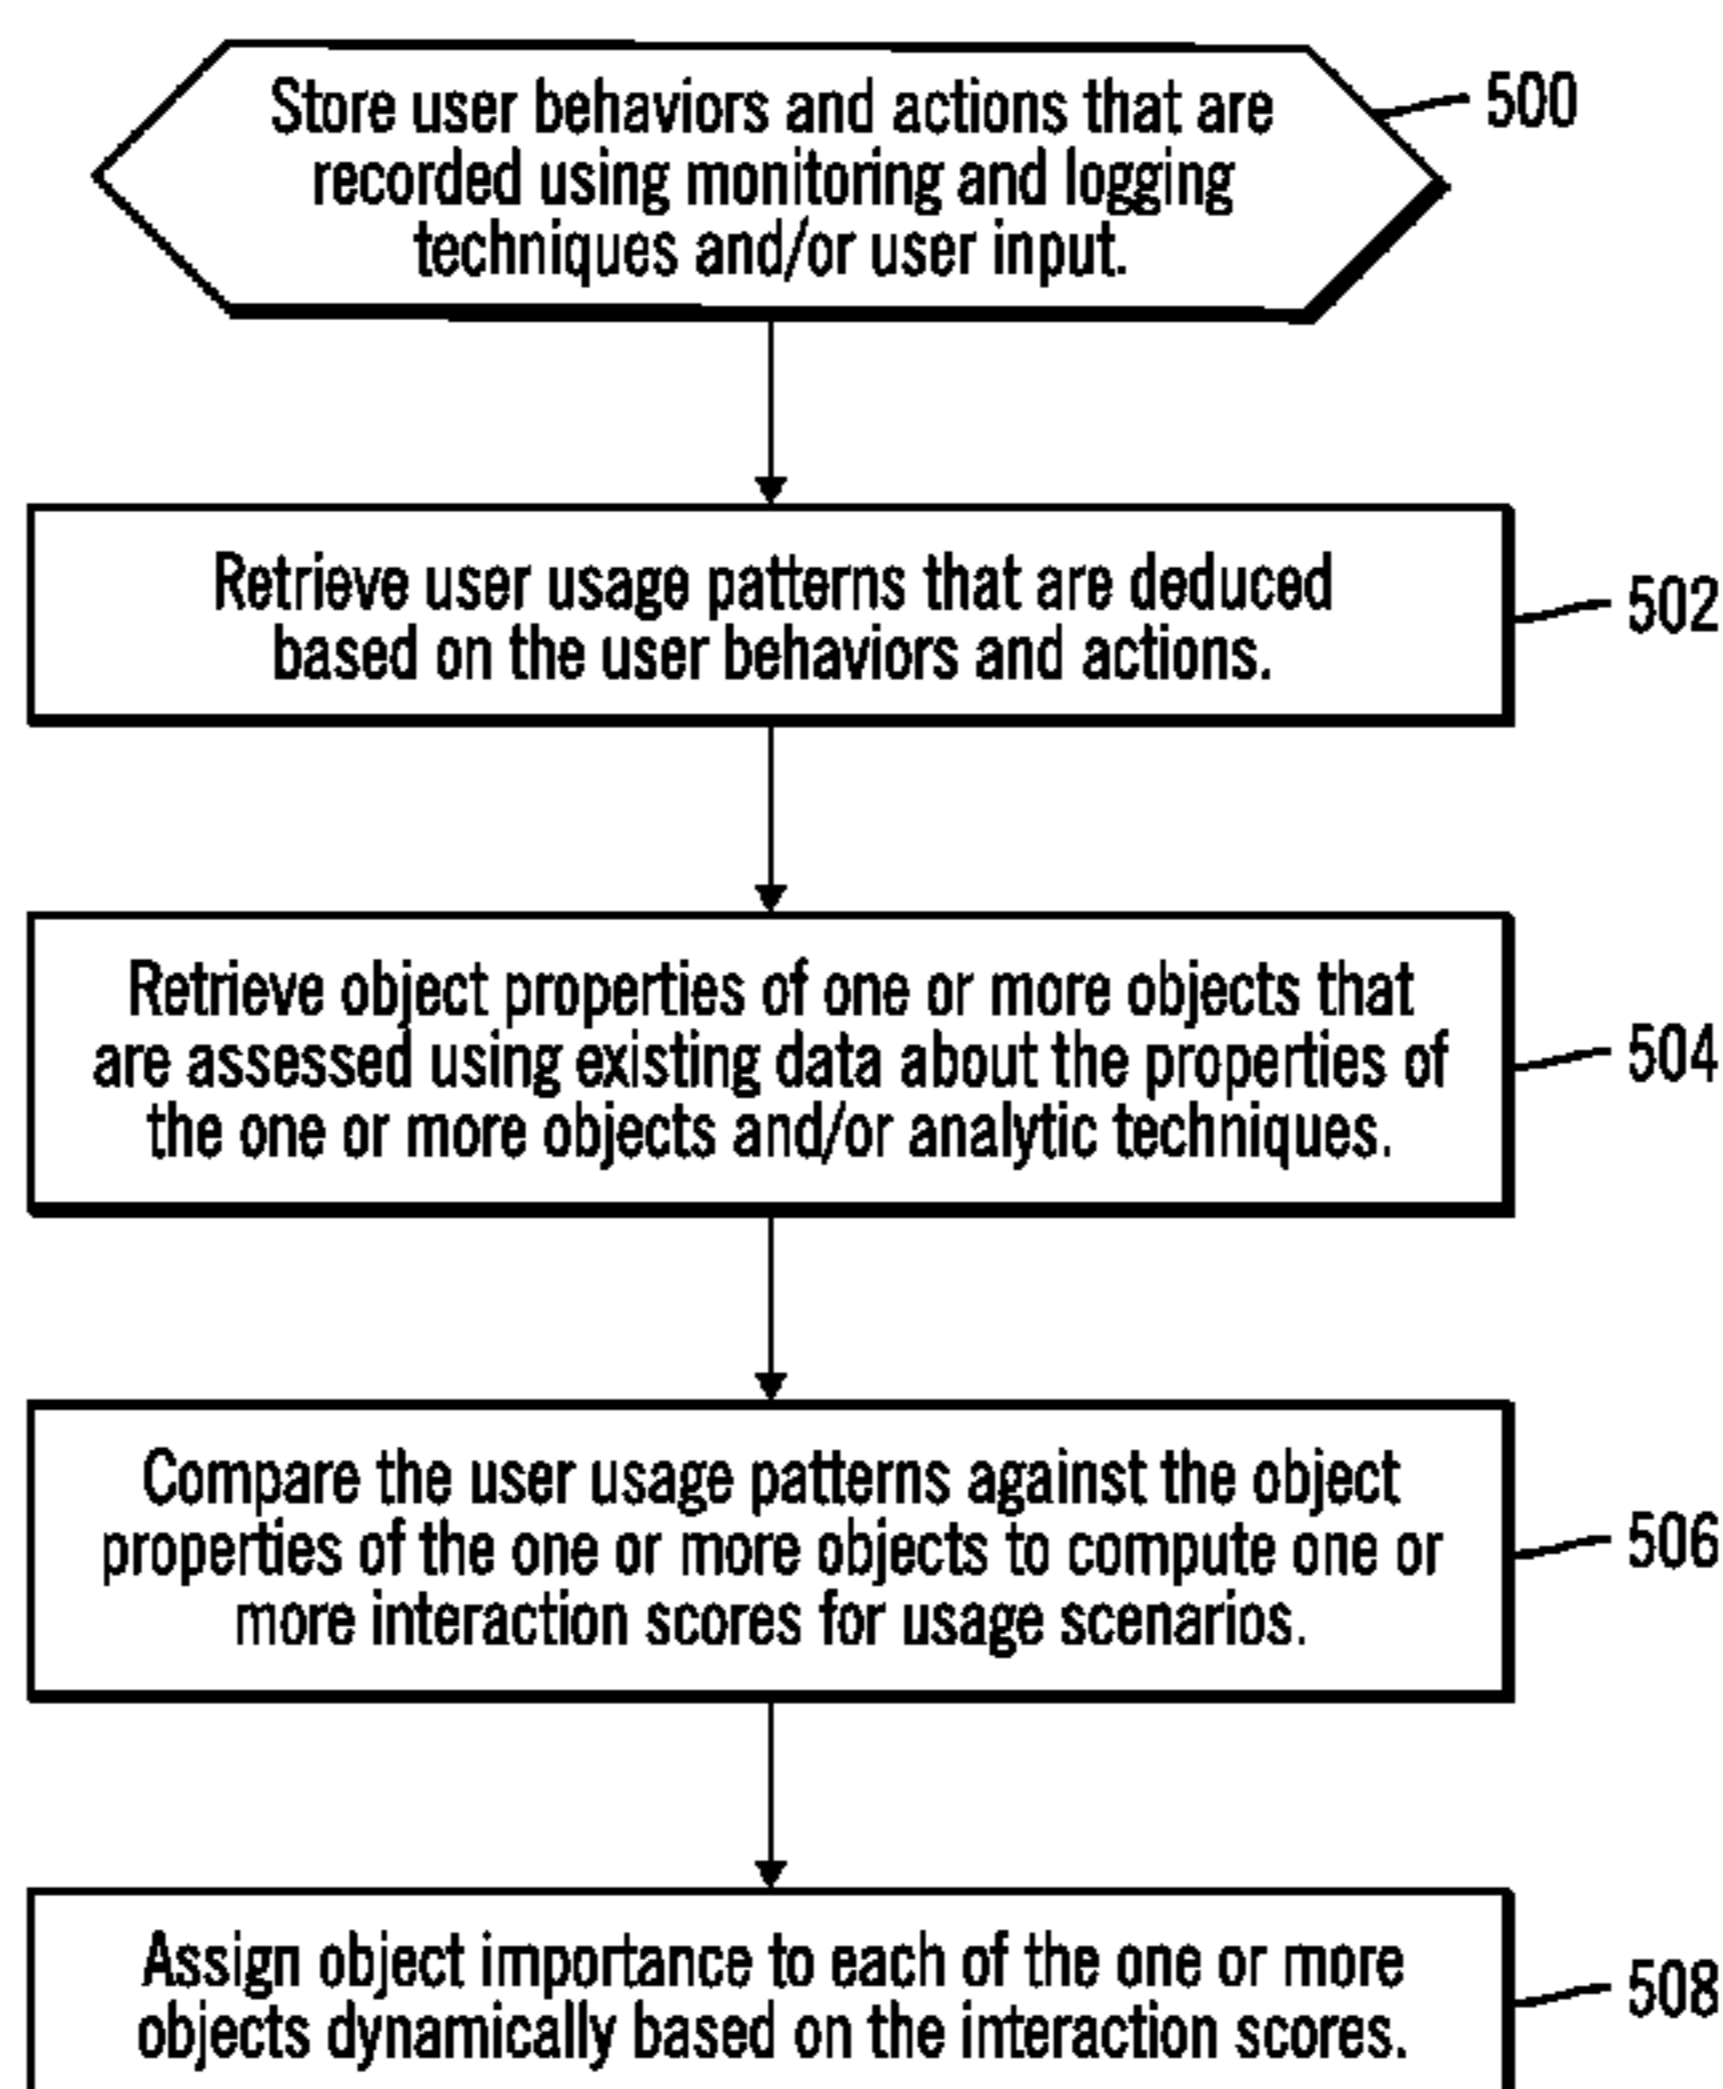 Store user behaviors and actions that are
recorded using monitoring and logging
techniques and/or user input.
500
Retrieve user usage patterns that are deduced
based on the user behaviors and actions.
502
Retrieve object properties of one or more objects that
are assessed using existing data about the properties of
the one or more objects and/or analytic techniques.
504
Compare the user usage patterns against the object
properties of the one or more objects to compute one or
more interaction scores for usage scenarios.
506
Assign object importance to each of the one or more
objects dynamically based on the interaction scores.
508